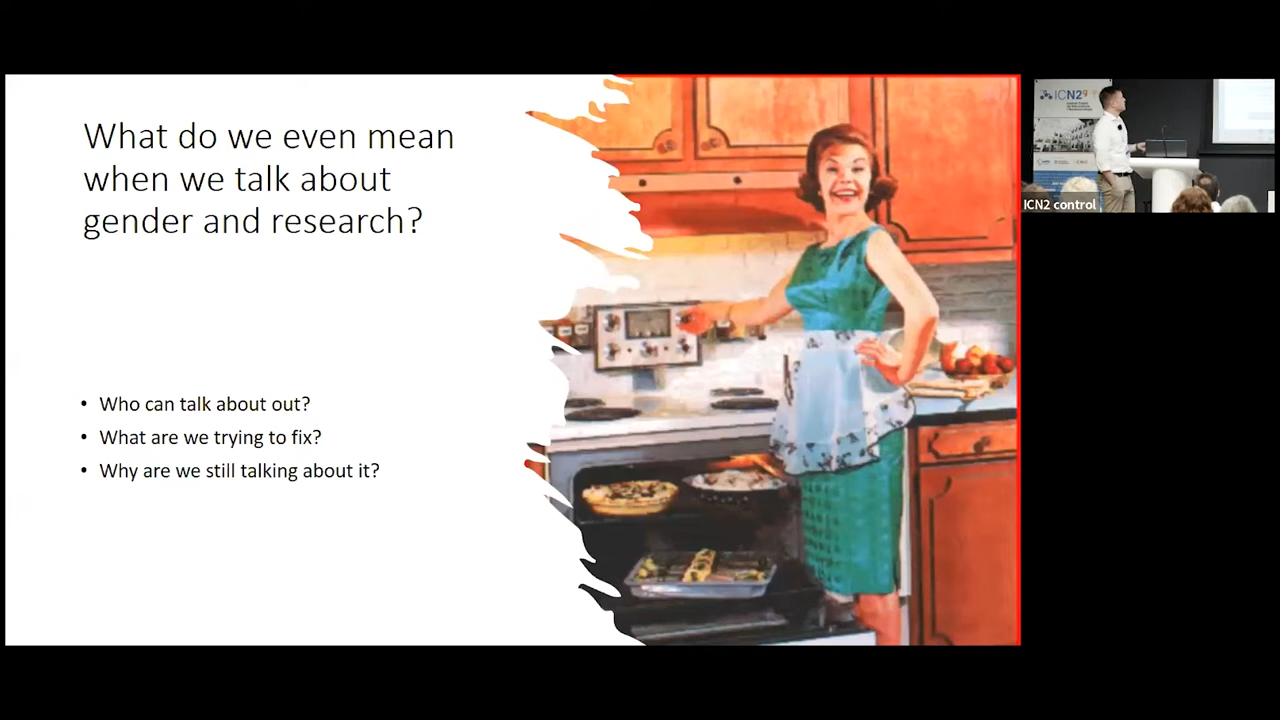 What do we even mean
when we talk about
gender and research?
• Who can talk about out?
• What are we trying to fix?
• Why are we still talking about it?
ICN2
ICN2 control